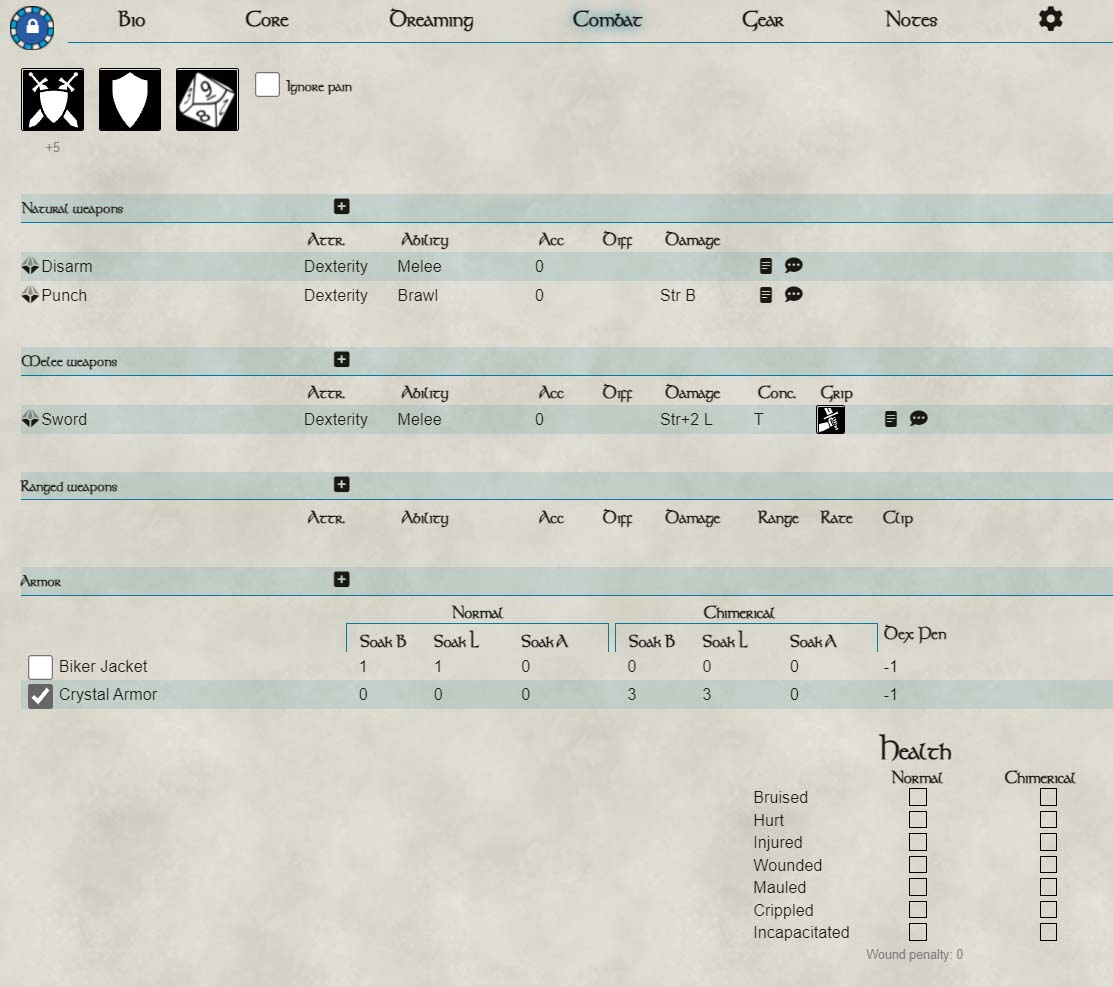 Bio Core Dreaming Combat Gear Notes
9 8
Ignore pain
+5
Natural weapons
Attr. Ability Acc Diff Damage
Disarm Dexterity Melee 0
Punch Dexterity Brawl 0 Str B
Melee weapons
Attr. Ability Acc Diff Damage Conc. Grip
Sword Dexterity Melee 0 Str+2 L T
Ranged weapons
Attr. Ability Acc Diff Damage Range Rate Clip
Armor
Normal Chimerical
Soak B Soak L Soak A Soak B Soak L Soak A Dex Pen
Biker Jacket 1 1 0 0 0 0 -1
Crystal Armor 0 0 0 3 3 0 -1
Health
Normal Chimerical
Bruised
Hurt
Injured
Wounded
Mauled
Crippled
Incapacitated
Wound penalty: 0